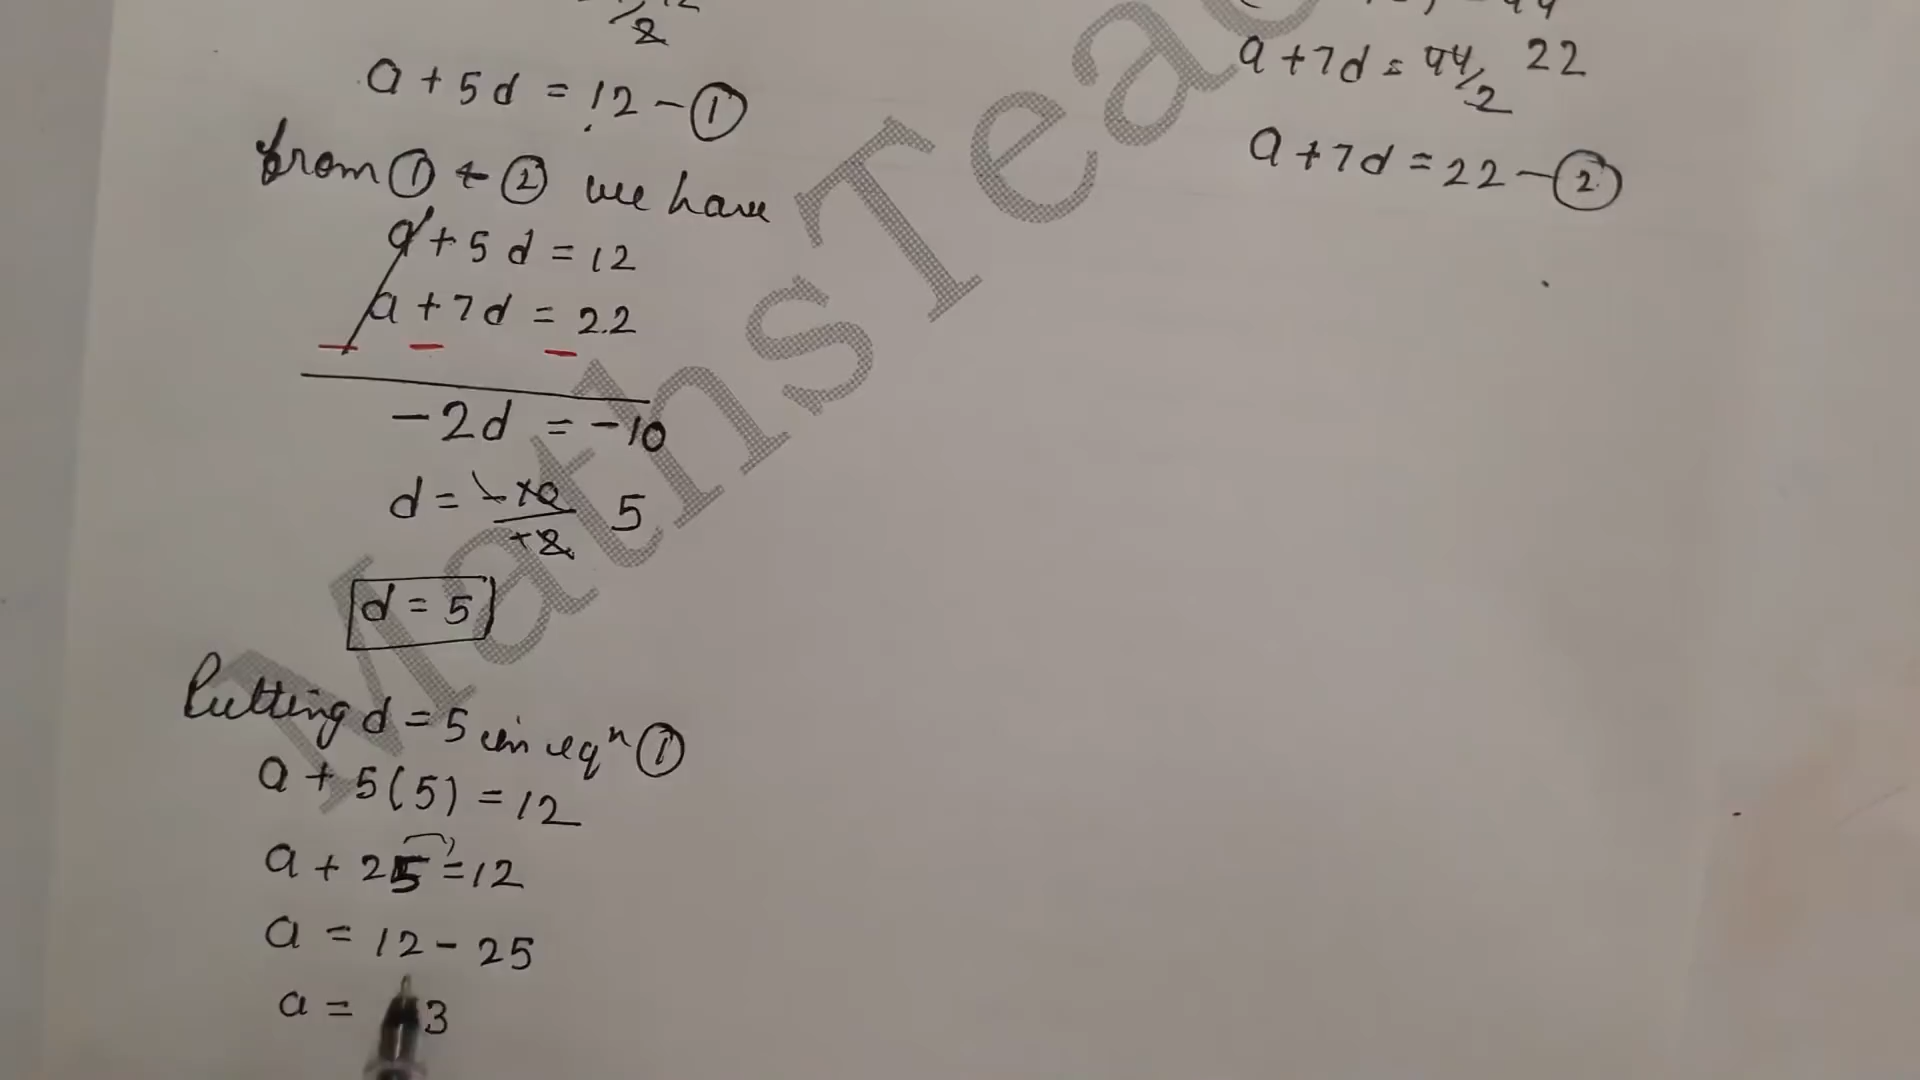 a + 5d = 12 - ①
from ① & ② we have
a + 5d = 12
a + 7d = 22
- - -
-2d = -10
d = -10/-2 5
d = 5
Putting d = 5 in eqⁿ ①
a + 5(5) = 12
a + 25 = 12
a = 12 - 25
a = 3
a + 7d = 44/2 22
a + 7d = 22 - ②